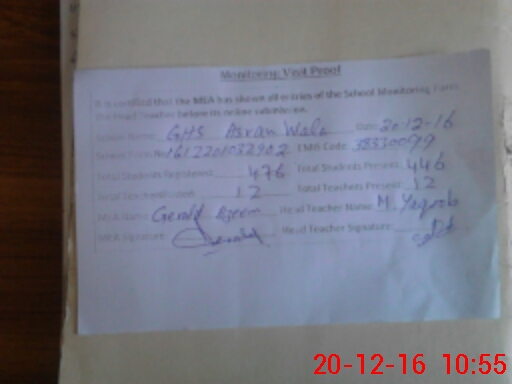 Monitoring Visit Proof
It is certified that the MEA has shown all entries of the School Monitoring Form
the Head Teacher before its online submission.
School Name: GHS Asran Wala Date: 20-12-16
School Form No: EMIS Code:
Total Students Registered: 476 Total Students Present: 446
Total Teachers 12 Total Teachers Present: 12
MEA Name: Gerald Azeem Head Teacher Name: M. Yaqoob
MEA Signature: Head Teacher Signature:
20-12-16 10:55